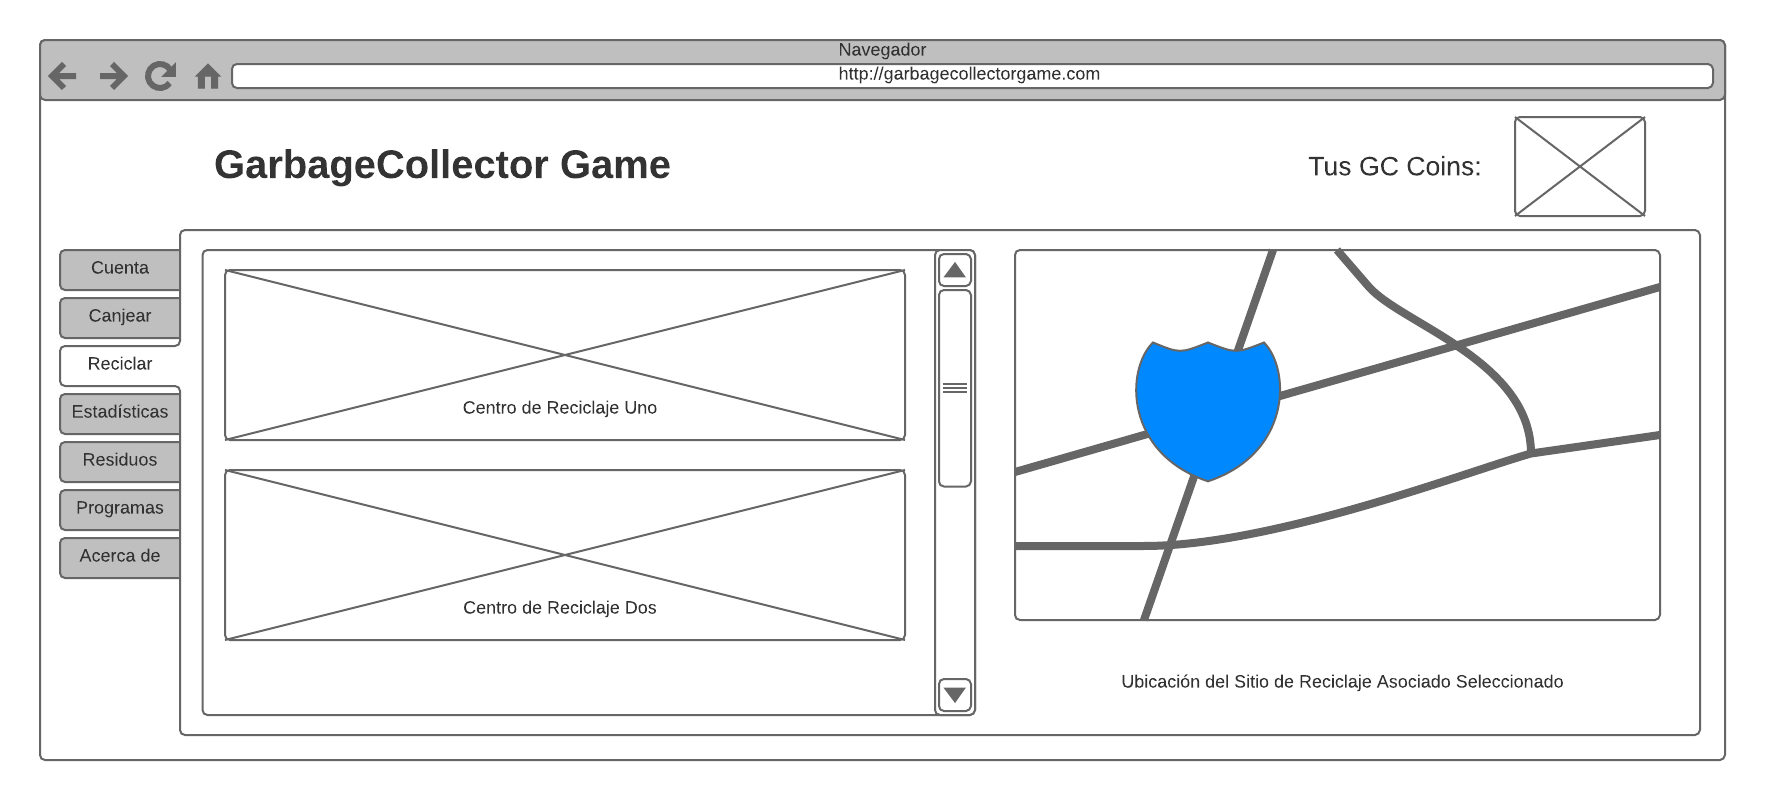 Navegador
http://garbagecollectorgame.com
GarbageCollector Game
Tus GC Coins:
Cuenta
Canjear
Reciclar
Estadísticas
Residuos
Programas
Acerca de
Centro de Reciclaje Uno
Centro de Reciclaje Dos
Ubicación del Sitio de Reciclaje Asociado Seleccionado